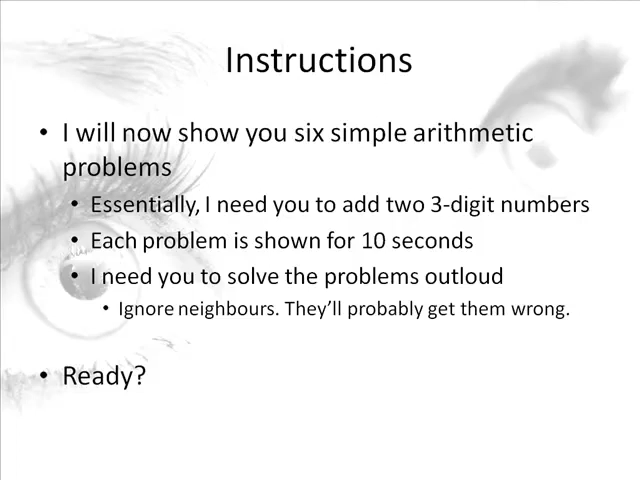 Instructions
• I will now show you six simple arithmetic
problems
• Essentially, I need you to add two 3-digit numbers
• Each problem is shown for 10 seconds
• I need you to solve the problems outloud
• Ignore neighbours. They'll probably get them wrong.
• Ready?